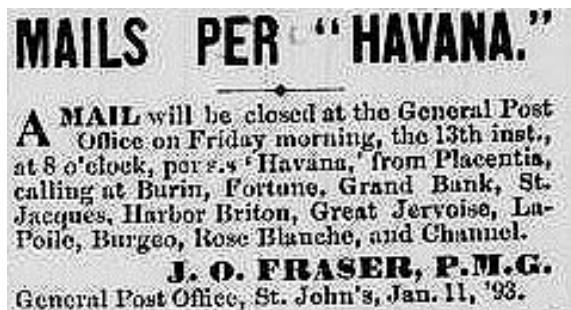 MAILS PER "HAVANA."
A MAIL will be closed at the General Post
Office on Friday morning, the 13th inst.,
at 8 o'clock, per s.s 'Havana,' from Placentia,
calling at Burin, Fortune, Grand Bank, St.
Jacques, Harbor Briton, Great Jervoise, La-
Poile, Burgeo, Rose Blanche, and Channel.
J. O. FRASER, P.M.G.
General Post Office, St. John's, Jan. 11, '93.